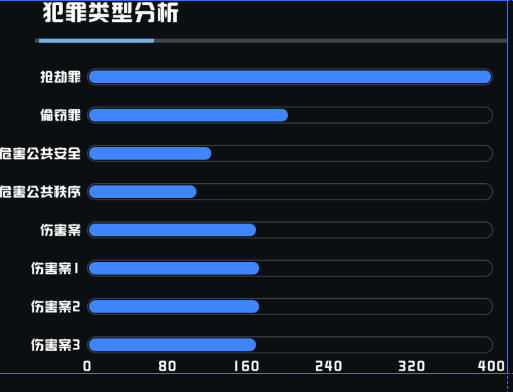 犯罪类型分析
抢劫罪
偷窃罪
危害公共安全
危害公共秩序
伤害案
伤害案1
伤害案2
伤害案3
0 80 160 240 320 400